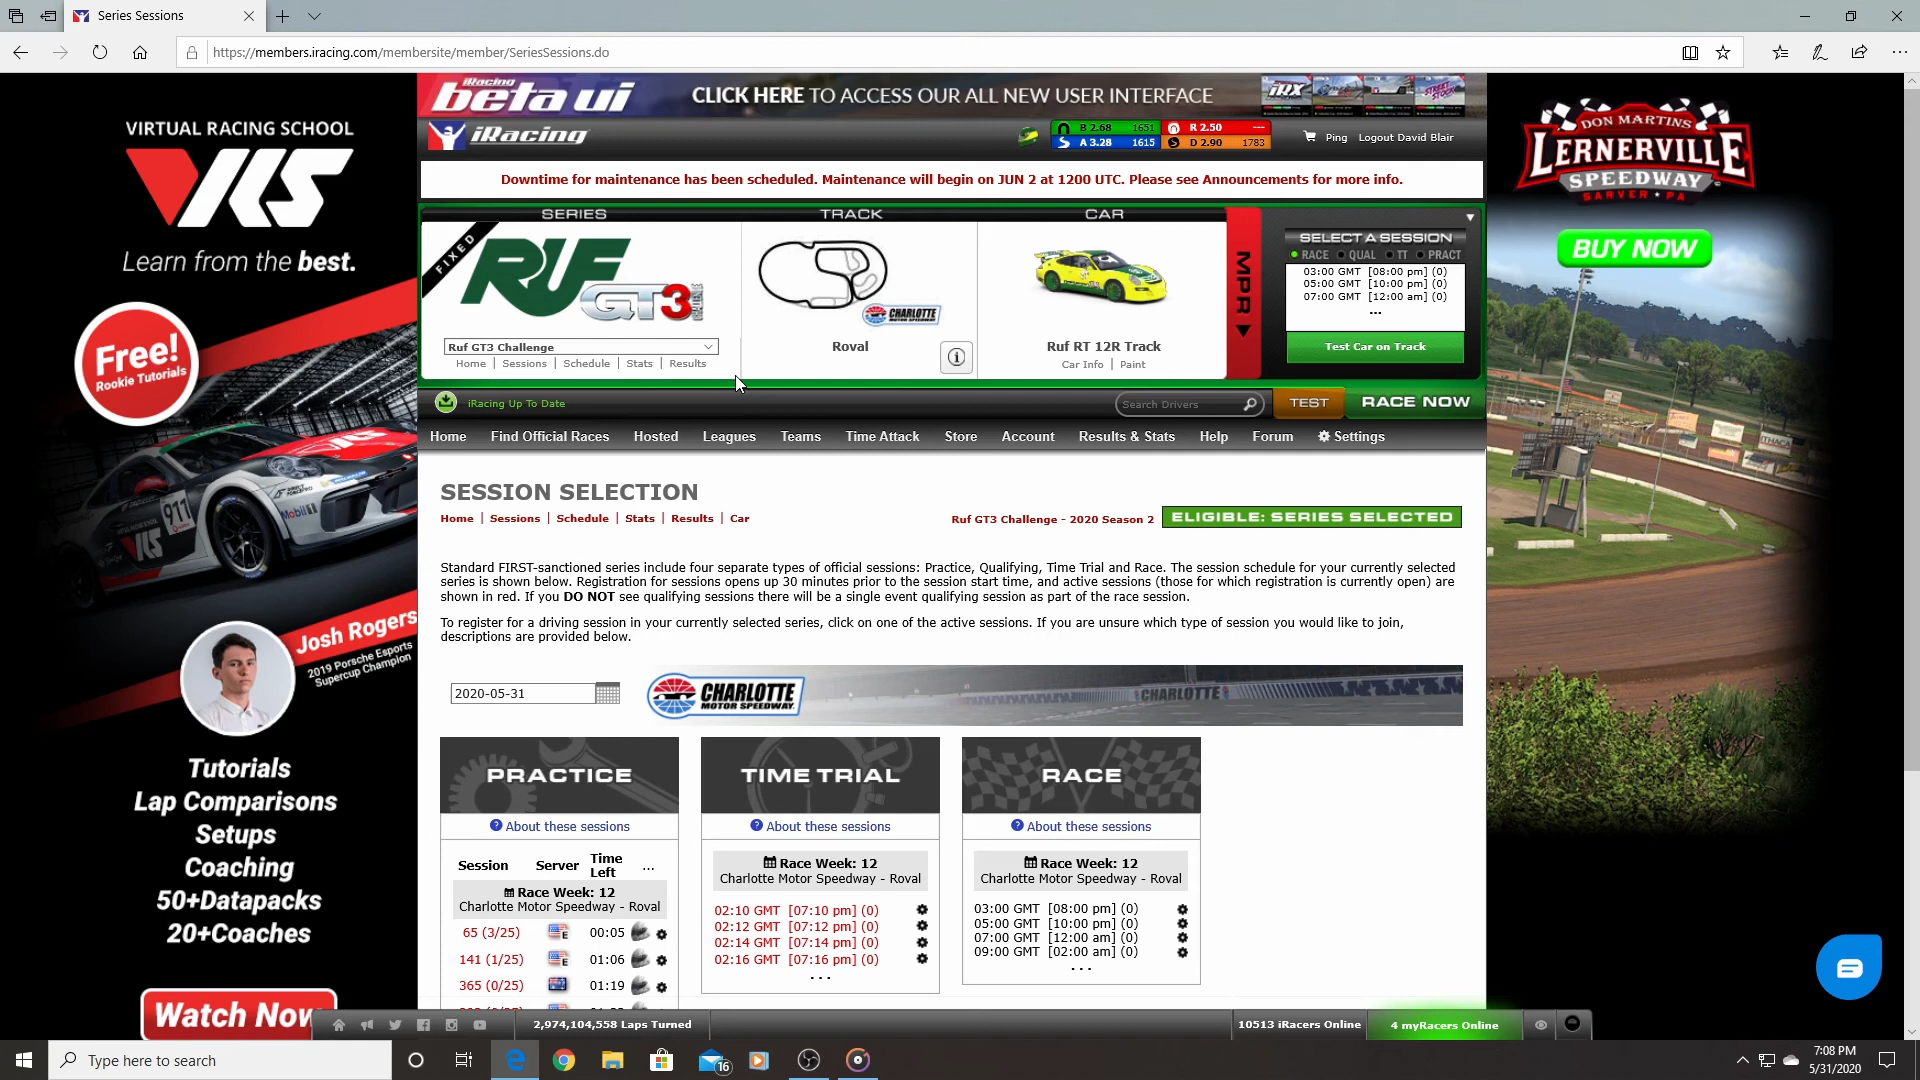 Series Sessions
https://members.iracing.com/membersite/member/SeriesSessions.do
VIRTUAL RACING SCHOOL
VRS
Learn from the best.
Free!
Rookie Tutorials
911
Mobil 1
VRS
Josh Rogers
2019 Porsche Esports
Supercup Champion
Tutorials
Lap Comparisons
Setups
Coaching
50+Datapacks
20+Coaches
Watch Now
iRacing
beta ui
CLICK HERE TO ACCESS OUR ALL NEW USER INTERFACE
iRX
iRacing
B 2.68 1651 R 2.50 ---
A 3.28 1615 D 2.90 1783
Ping Logout David Blair
Downtime for maintenance has been scheduled. Maintenance will begin on JUN 2 at 1200 UTC. Please see Announcements for more info.
SERIES TRACK CAR
FIXED
RUF
GT3
Ruf GT3 Challenge
Home | Sessions | Schedule | Stats | Results
CHARLOTTE
MOTOR SPEEDWAY
Roval
Ruf RT 12R Track
Car Info | Paint
MPR
SELECT A SESSION
RACE QUAL TT PRACT
03:00 GMT [08:00 pm] (0)
05:00 GMT [10:00 pm] (0)
07:00 GMT [12:00 am] (0)
...
Test Car on Track
iRacing Up To Date
Search Drivers
TEST
RACE NOW
Home Find Official Races Hosted Leagues Teams Time Attack Store Account Results & Stats Help Forum Settings
SESSION SELECTION
Home | Sessions | Schedule | Stats | Results | Car
Ruf GT3 Challenge - 2020 Season 2
ELIGIBLE: SERIES SELECTED
Standard FIRST-sanctioned series include four separate types of official sessions: Practice, Qualifying, Time Trial and Race. The session schedule for your currently selected
series is shown below. Registration for sessions opens up 30 minutes prior to the session start time, and active sessions (those for which registration is currently open) are
shown in red. If you DO NOT see qualifying sessions there will be a single event qualifying session as part of the race session.
To register for a driving session in your currently selected series, click on one of the active sessions. If you are unsure which type of session you would like to join,
descriptions are provided below.
2020-05-31
CHARLOTTE
MOTOR SPEEDWAY
CHARLOTTE
PRACTICE
About these sessions
Session Server Time Left ...
Race Week: 12
Charlotte Motor Speedway - Roval
65 (3/25) E 00:05
141 (1/25) E 01:06
365 (0/25) 01:19
TIME TRIAL
About these sessions
Race Week: 12
Charlotte Motor Speedway - Roval
02:10 GMT [07:10 pm] (0)
02:12 GMT [07:12 pm] (0)
02:14 GMT [07:14 pm] (0)
02:16 GMT [07:16 pm] (0)
...
RACE
About these sessions
Race Week: 12
Charlotte Motor Speedway - Roval
03:00 GMT [08:00 pm] (0)
05:00 GMT [10:00 pm] (0)
07:00 GMT [12:00 am] (0)
09:00 GMT [02:00 am] (0)
...
DON MARTINS
LERNERVILLE
SPEEDWAY
SARVER PA
BUY NOW
ITHACA
2,974,104,558 Laps Turned
10513 iRacers Online
4 myRacers Online
Type here to search
16
7:08 PM
5/31/2020